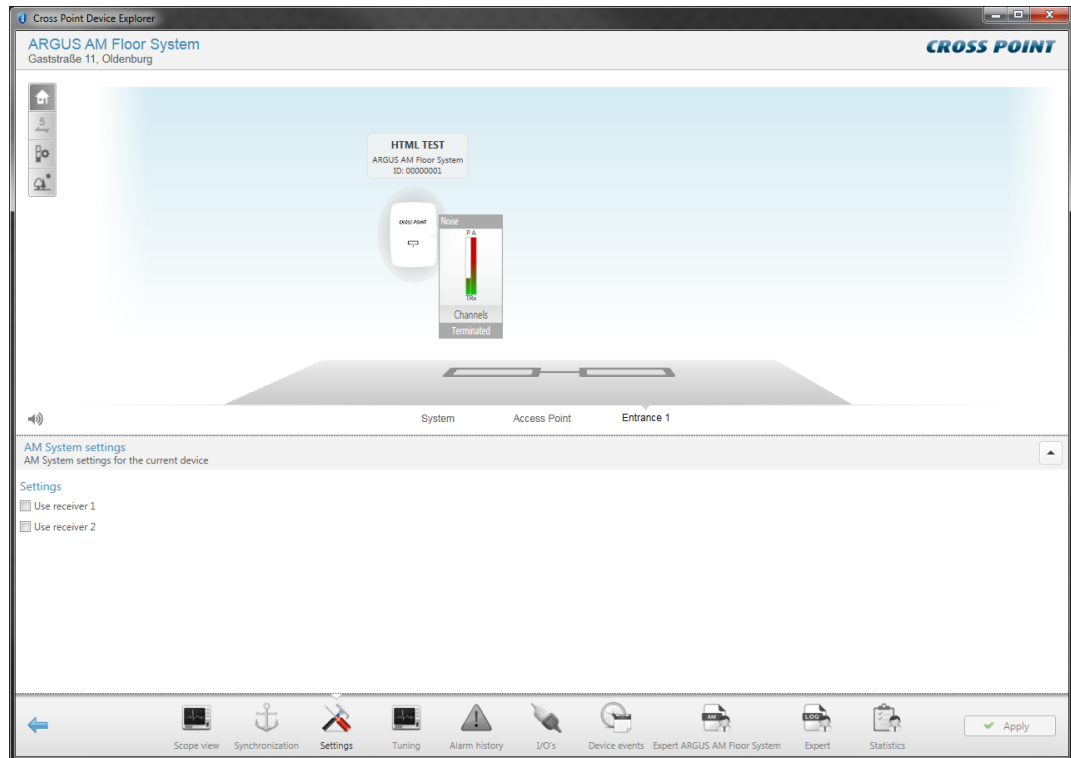 Cross Point Device Explorer
ARGUS AM Floor System
Gaststraße 11, Oldenburg
CROSS POINT
5
HTML TEST
ARGUS AM Floor System
ID: 00000001
CROSS POINT
Noise
P A
TRx
Channels
Terminated
System
Access Point
Entrance 1
AM System settings
AM System settings for the current device
Settings
Use receiver 1
Use receiver 2
AM
LOG
Scope view
Synchronization
Settings
Tuning
Alarm history
I/O's
Device events
Expert ARGUS AM Floor System
Expert
Statistics
Apply